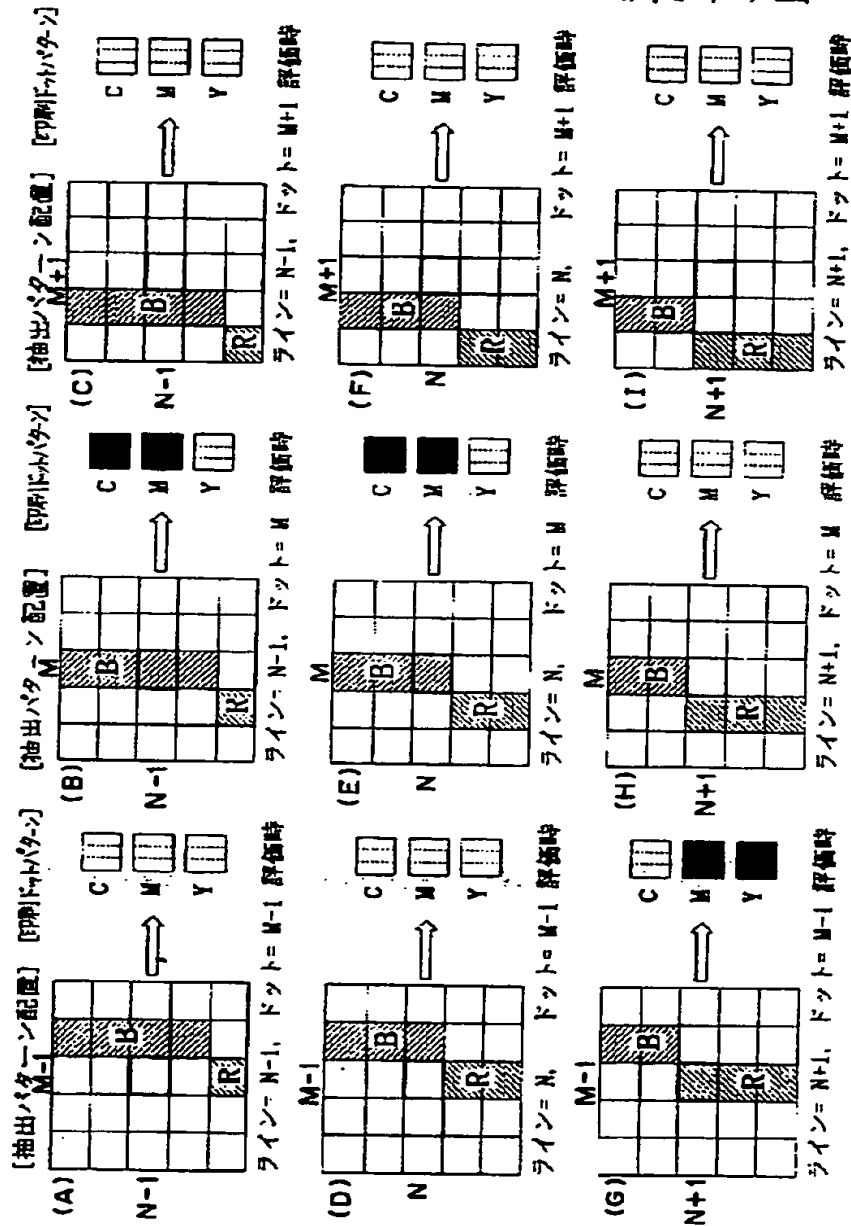 [抽出パターン配置] [印刷ドットパターン]
(A)
M-1
N-1
B
R
C
M
Y
ライン=N-1, ドット=M-1 評価時
[抽出パターン配置] [印刷ドットパターン]
(B)
M
N-1
B
R
C
M
Y
ライン=N-1, ドット=M 評価時
[抽出パターン配置] [印刷ドットパターン]
(C)
M+1
N-1
B
R
C
M
Y
ライン=N-1, ドット=M+1 評価時
(D)
M-1
N
B
R
C
M
Y
ライン=N, ドット=M-1 評価時
(E)
M
N
B
R
C
M
Y
ライン=N, ドット=M 評価時
(F)
M+1
N
B
R
C
M
Y
ライン=N, ドット=M+1 評価時
(G)
M-1
N+1
B
R
C
M
Y
ライン=N+1, ドット=M-1 評価時
(H)
M
N+1
B
R
C
M
Y
ライン=N+1, ドット=M 評価時
(I)
M+1
N+1
B
R
C
M
Y
ライン=N+1, ドット=M+1 評価時